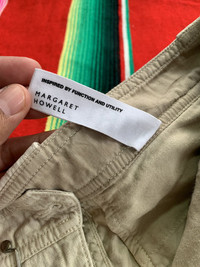 INSPIRED BY FUNCTION AND UTILITY
MARGARET
HOWELL